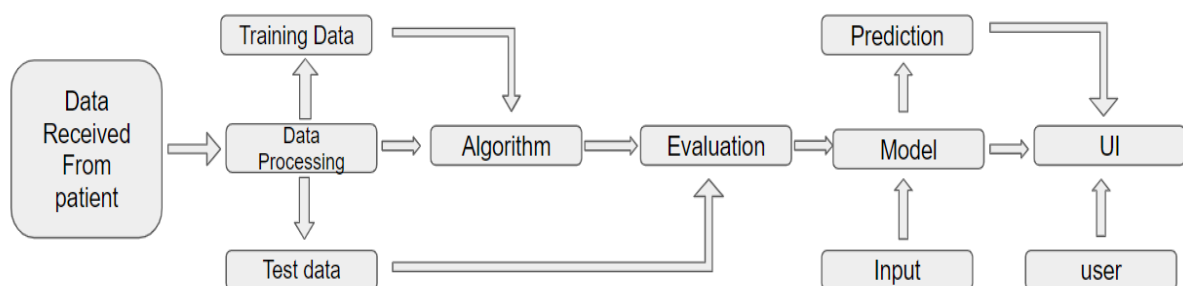 Training Data
Prediction
Data
Received
From
patient
Data
Processing
Algorithm
Evaluation
Model
UI
Test data
Input
user